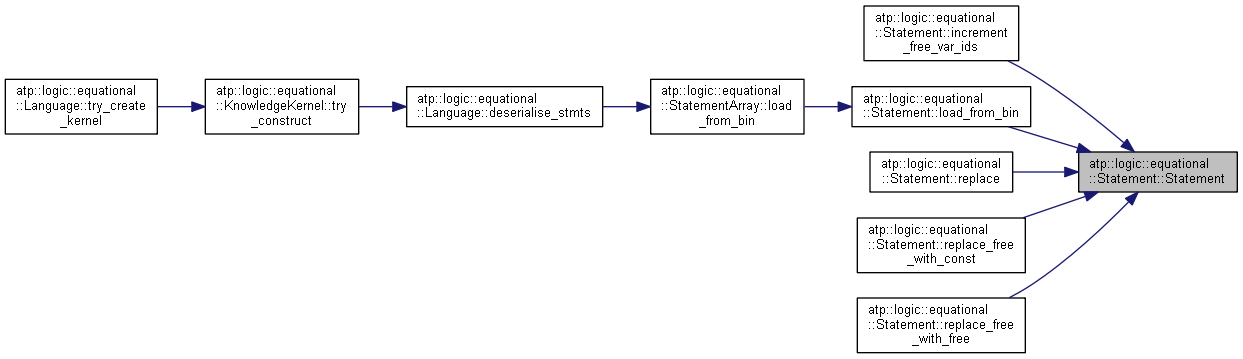 atp::logic::equational
::Language::try_create
_kernel
atp::logic::equational
::KnowledgeKernel::try
_construct
atp::logic::equational
::Language::deserialise_stmts
atp::logic::equational
::StatementArray::load
_from_bin
atp::logic::equational
::Statement::increment
_free_var_ids
atp::logic::equational
::Statement::load_from_bin
atp::logic::equational
::Statement::replace
atp::logic::equational
::Statement::replace_free
_with_const
atp::logic::equational
::Statement::replace_free
_with_free
atp::logic::equational
::Statement::Statement